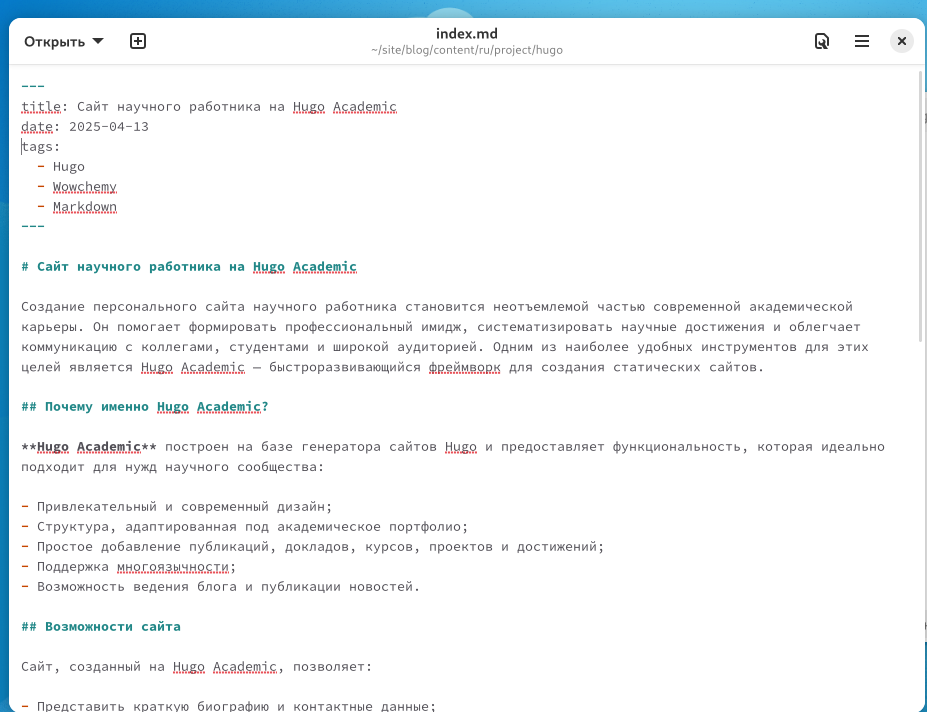 Открыть
index.md
~/site/blog/content/ru/project/hugo
---
title: Сайт научного работника на Hugo Academic
date: 2025-04-13
tags:
- Hugo
- Wowchemy
- Markdown
---
# Сайт научного работника на Hugo Academic
Создание персонального сайта научного работника становится неотъемлемой частью современной академической
карьеры. Он помогает формировать профессиональный имидж, систематизировать научные достижения и облегчает
коммуникацию с коллегами, студентами и широкой аудиторией. Одним из наиболее удобных инструментов для этих
целей является Hugo Academic — быстроразвивающийся фреймворк для создания статических сайтов.
## Почему именно Hugo Academic?
**Hugo Academic** построен на базе генератора сайтов Hugo и предоставляет функциональность, которая идеально
подходит для нужд научного сообщества:
- Привлекательный и современный дизайн;
- Структура, адаптированная под академическое портфолио;
- Простое добавление публикаций, докладов, курсов, проектов и достижений;
- Поддержка многоязычности;
- Возможность ведения блога и публикации новостей.
## Возможности сайта
Сайт, созданный на Hugo Academic, позволяет:
- Представить краткую биографию и контактные данные;